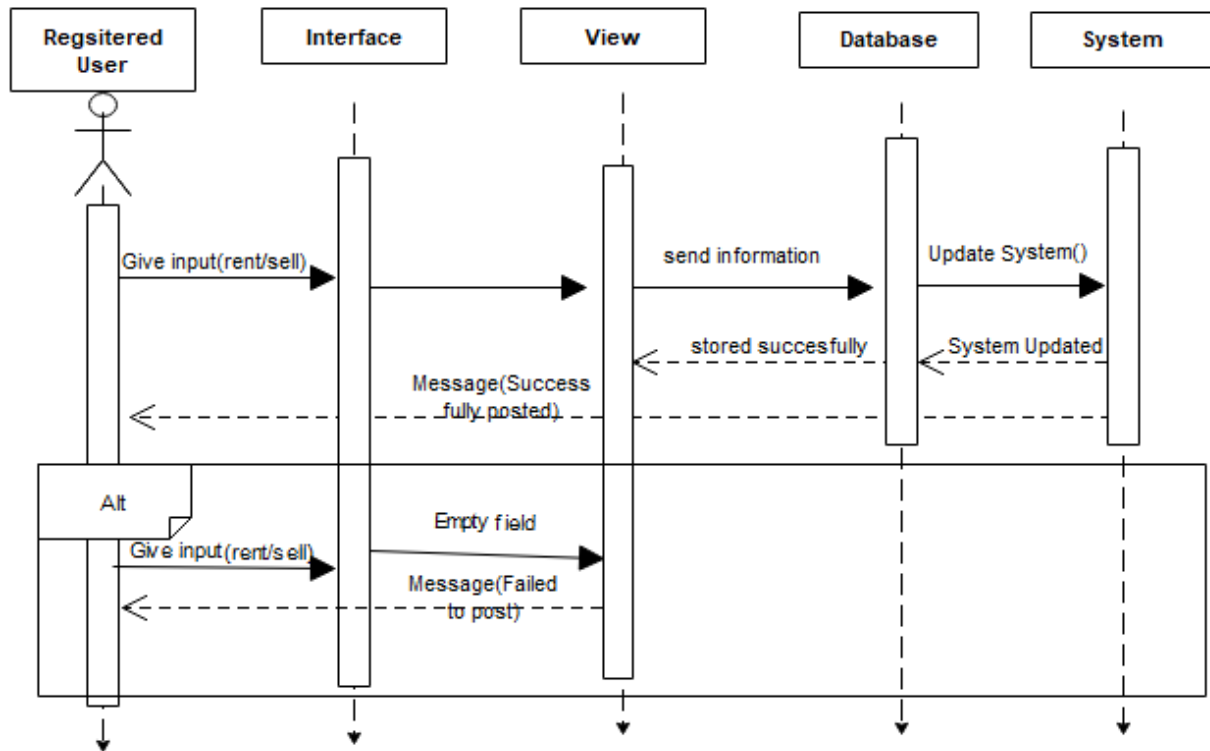 Regsitered
User
Interface
View
Database
System
Give input(rent/sell)
send information
Update System()
stored succesfully
System Updated
Message(Success
fully posted)
Alt
Empty field
Give input(rent/sell)
Message(Failed
to post)